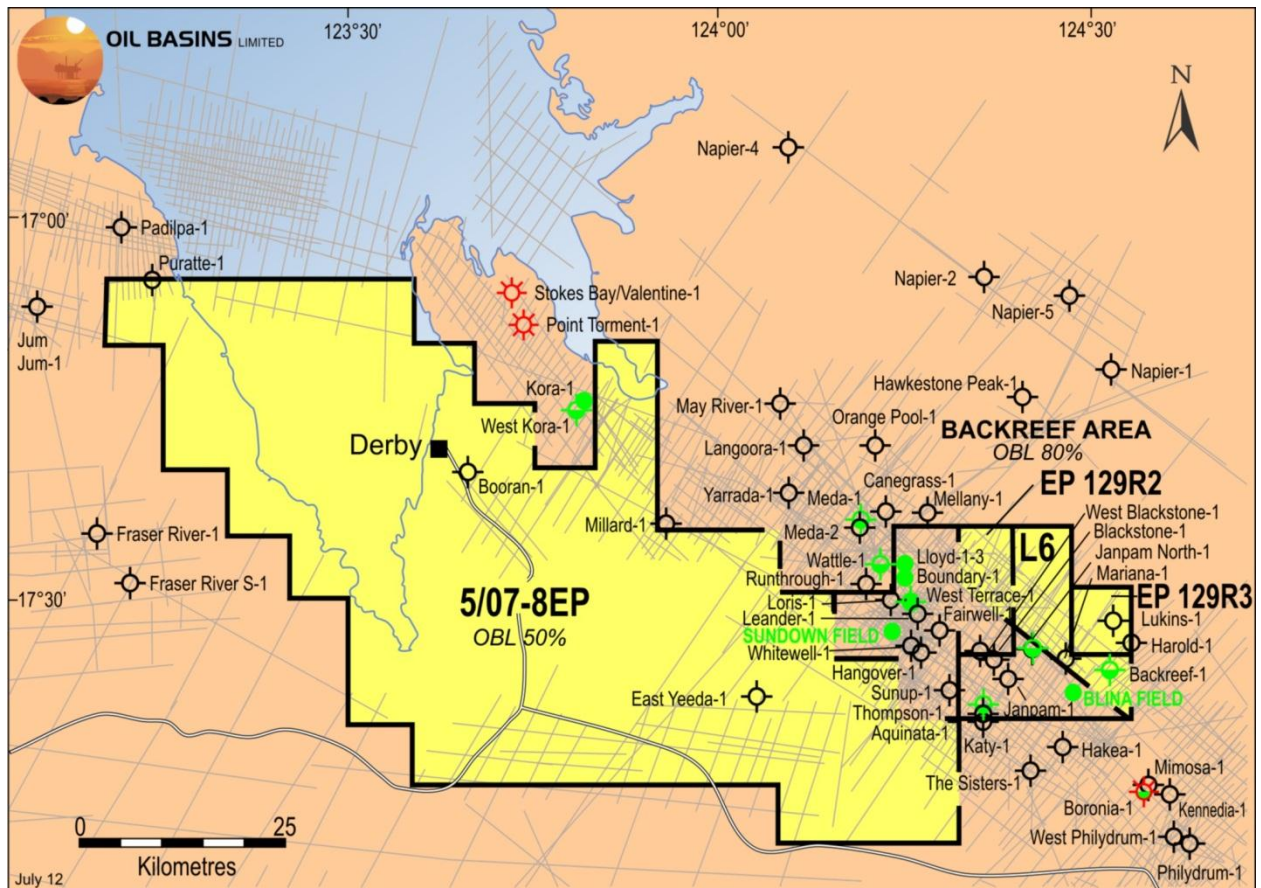 OIL BASINS LIMITED
123°30'
124°00'
124°30'
N
Napier-4
17°00'
Padilpa-1
Puratte-1
Jum
Jum-1
Stokes Bay/Valentine-1
Point Torment-1
Napier-2
Napier-5
Napier-1
Kora-1
West Kora-1
May River-1
Hawkestone Peak-1
Langoora-1
Orange Pool-1
BACKREEF AREA
OBL 80%
Derby
Booran-1
Yarrada-1
Canegrass-1
EP 129R2
Meda-1
Mellany-1
West Blackstone-1
Meda-2
Blackstone-1
Millard-1
Fraser River-1
Wattle-1
Lloyd-1-3
L6
Janpam North-1
Runthrough-1
Boundary-1
Mariana-1
Fraser River S-1
17°30'
5/07-8EP
OBL 50%
Loris-1
West Terrace-1
EP 129R3
Leander-1
Fairwell-1
Lukins-1
SUNDOWN FIELD
Harold-1
Whitewell-1
Hangover-1
Backreef-1
East Yeeda-1
Sunup-1
BLINA FIELD
Thompson-1
Janpam-1
Aquinata-1
Katy-1
Hakea-1
The Sisters-1
Mimosa-1
Boronia-1
Kennedia-1
West Philydrum-1
Philydrum-1
0 25
Kilometres
July 12